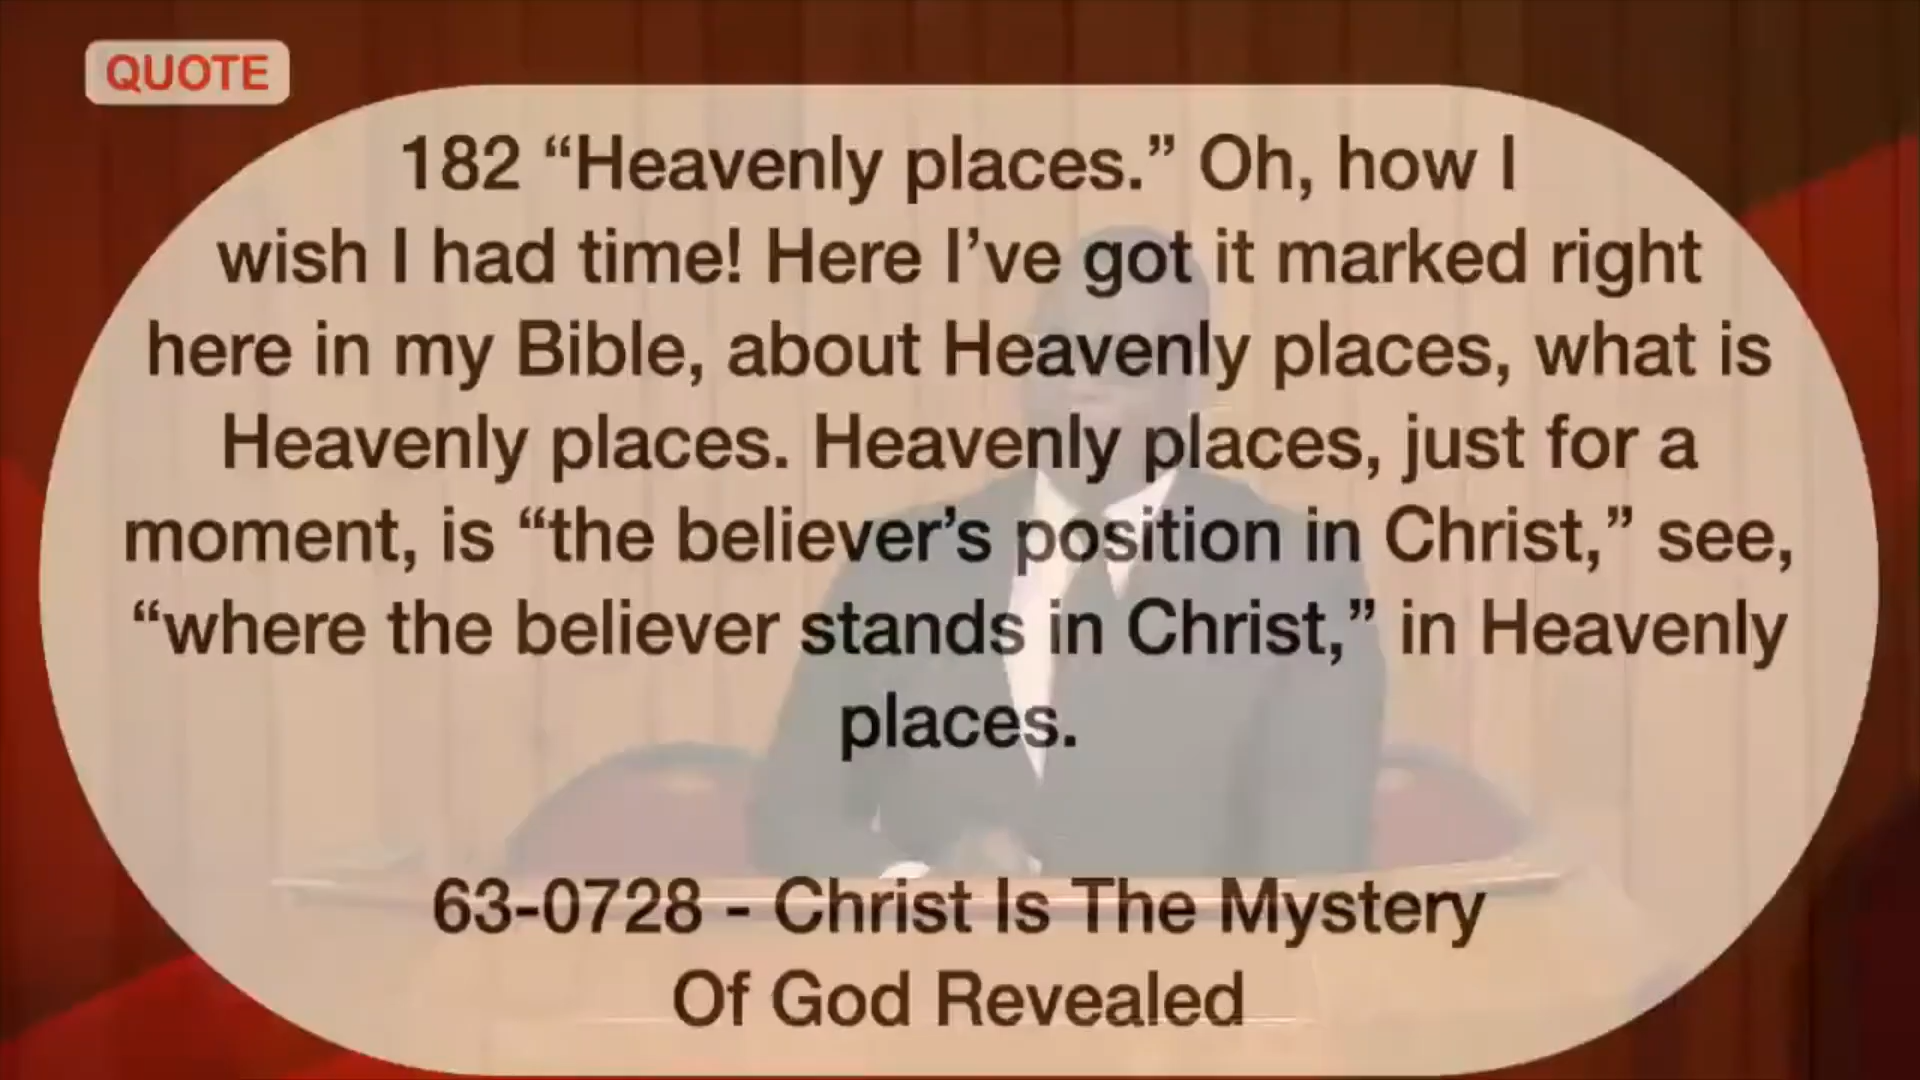 QUOTE
182 “Heavenly places.” Oh, how I
wish I had time! Here I’ve got it marked right
here in my Bible, about Heavenly places, what is
Heavenly places. Heavenly places, just for a
moment, is “the believer’s position in Christ,” see,
“where the believer stands in Christ,” in Heavenly
places.
63-0728 - Christ Is The Mystery
Of God Revealed